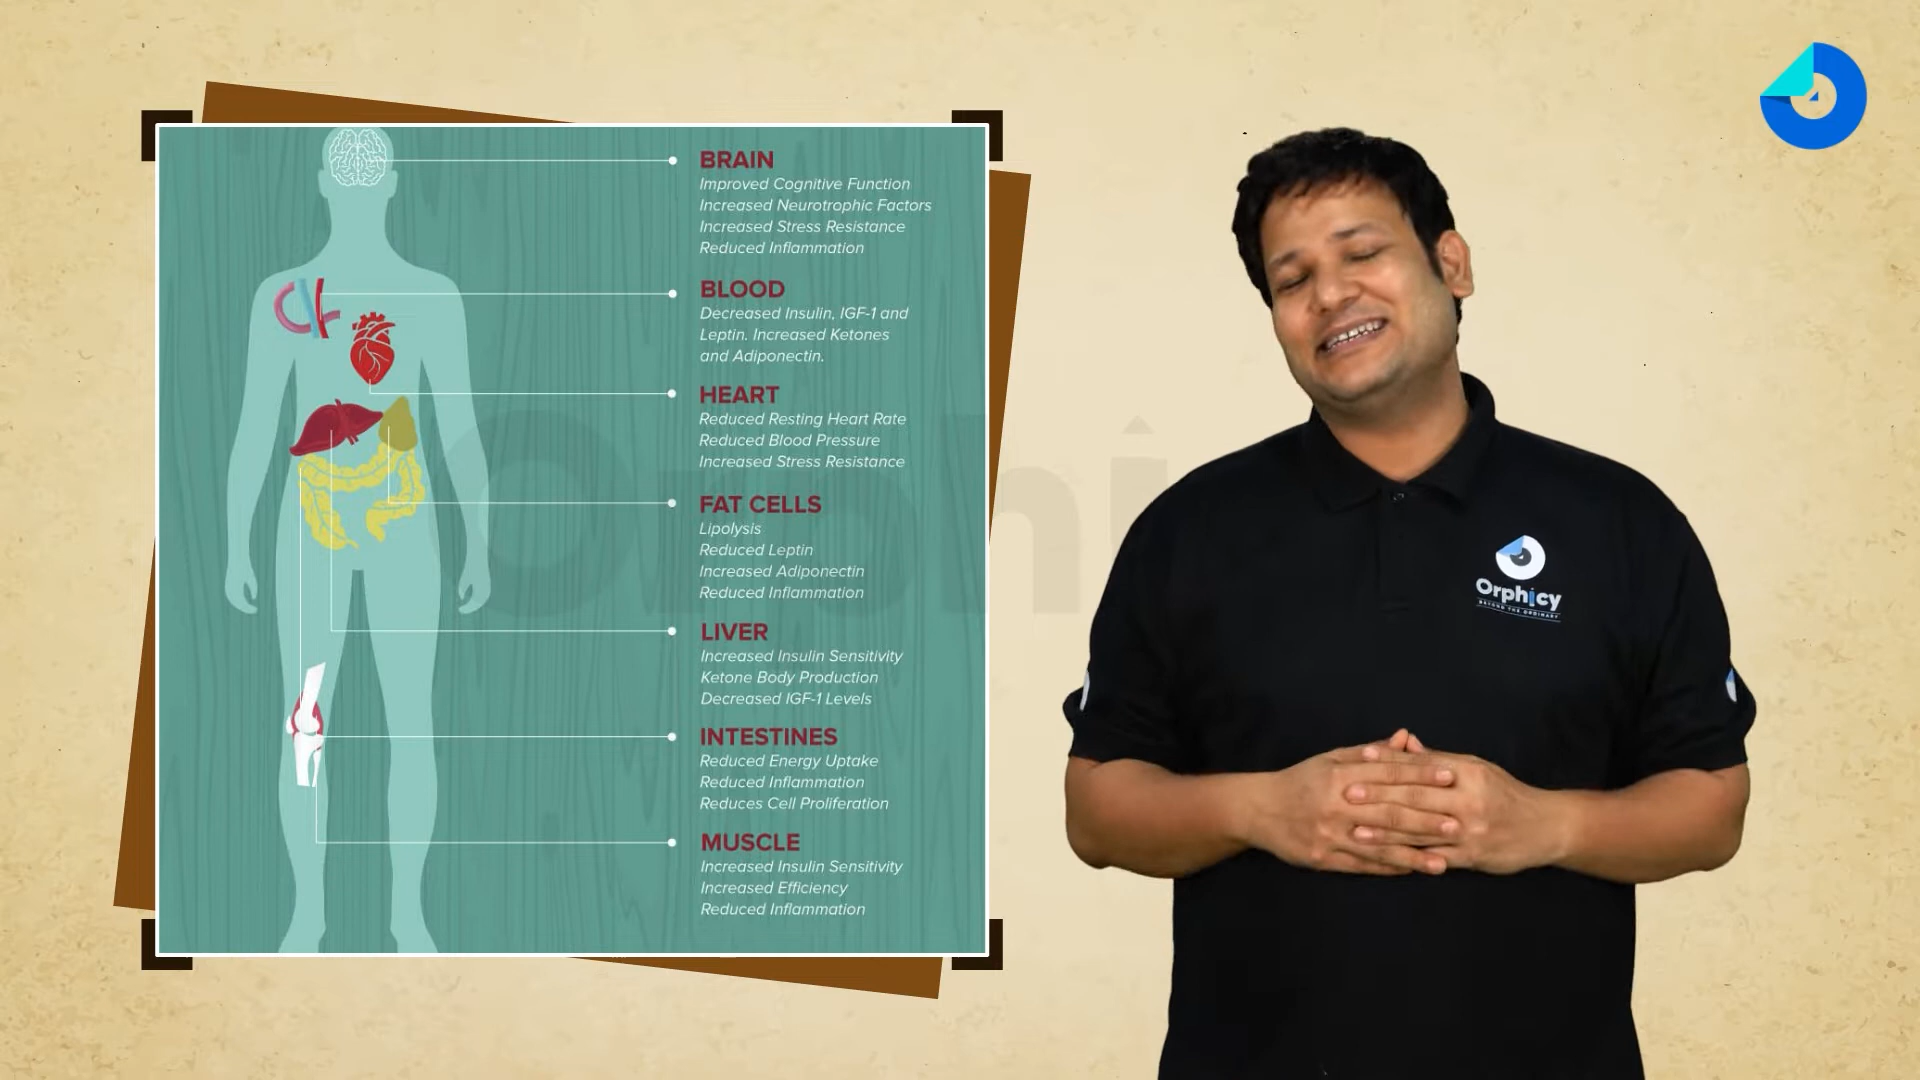 BRAIN
Improved Cognitive Function
Increased Neurotrophic Factors
Increased Stress Resistance
Reduced Inflammation
BLOOD
Decreased Insulin, IGF-1 and
Leptin. Increased Ketones
and Adiponectin.
HEART
Reduced Resting Heart Rate
Reduced Blood Pressure
Increased Stress Resistance
FAT CELLS
Lipolysis
Reduced Leptin
Increased Adiponectin
Reduced Inflammation
LIVER
Increased Insulin Sensitivity
Ketone Body Production
Decreased IGF-1 Levels
INTESTINES
Reduced Energy Uptake
Reduced Inflammation
Reduces Cell Proliferation
MUSCLE
Increased Insulin Sensitivity
Increased Efficiency
Reduced Inflammation
Orphicy
BEYOND THE ORDINARY